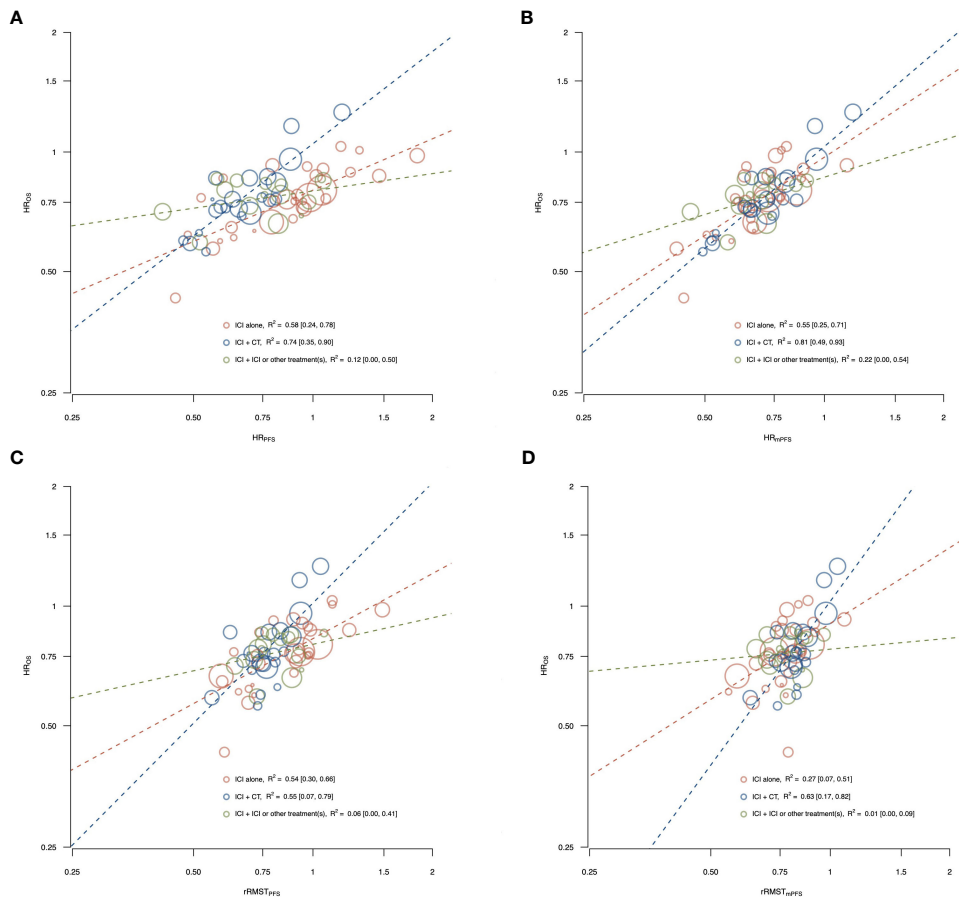 A
2
1.5
1
0.75
0.50
0.25
HR_OS
ICI alone, R² = 0.58 [0.24, 0.78]
ICI + CT, R² = 0.74 [0.35, 0.90]
ICI + ICI or other treatment(s), R² = 0.12 [0.00, 0.50]
0.25 0.50 0.75 1 1.5 2
HR_PFS
B
2
1.5
1
0.75
0.50
0.25
HR_OS
ICI alone, R² = 0.55 [0.25, 0.71]
ICI + CT, R² = 0.81 [0.49, 0.93]
ICI + ICI or other treatment(s), R² = 0.22 [0.00, 0.54]
0.25 0.50 0.75 1 1.5 2
HR_mPFS
C
2
1.5
1
0.75
0.50
0.25
HR_OS
ICI alone, R² = 0.54 [0.30, 0.66]
ICI + CT, R² = 0.55 [0.07, 0.79]
ICI + ICI or other treatment(s), R² = 0.06 [0.00, 0.41]
0.25 0.50 0.75 1 1.5 2
rRMST_PFS
D
2
1.5
1
0.75
0.50
0.25
HR_OS
ICI alone, R² = 0.27 [0.07, 0.51]
ICI + CT, R² = 0.63 [0.17, 0.82]
ICI + ICI or other treatment(s), R² = 0.01 [0.00, 0.09]
0.25 0.50 0.75 1 1.5 2
rRMST_mPFS